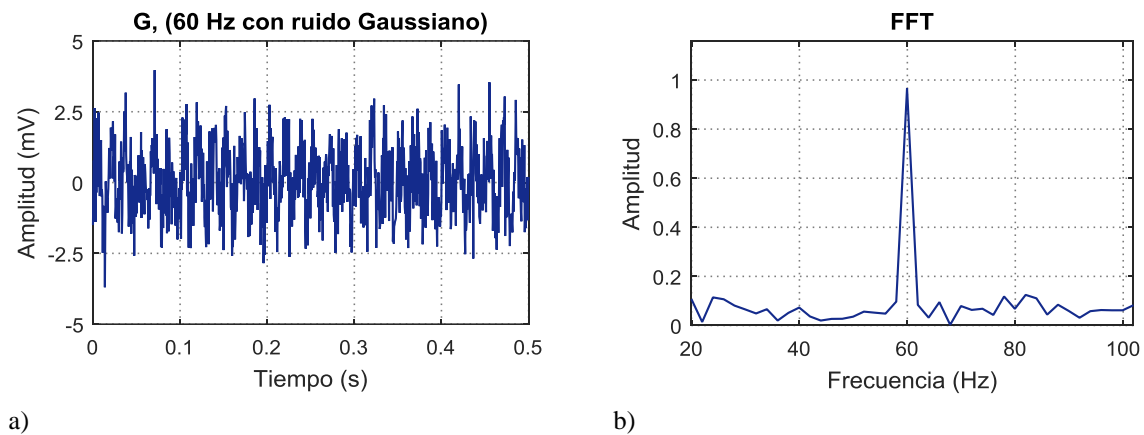 G, (60 Hz con ruido Gaussiano)
5
2.5
0
-2.5
-5
Amplitud (mV)
0
0.1
0.2
0.3
0.4
0.5
Tiempo (s)
a)
FFT
1
0.8
0.6
0.4
0.2
0
Amplitud
20
40
60
80
100
Frecuencia (Hz)
b)